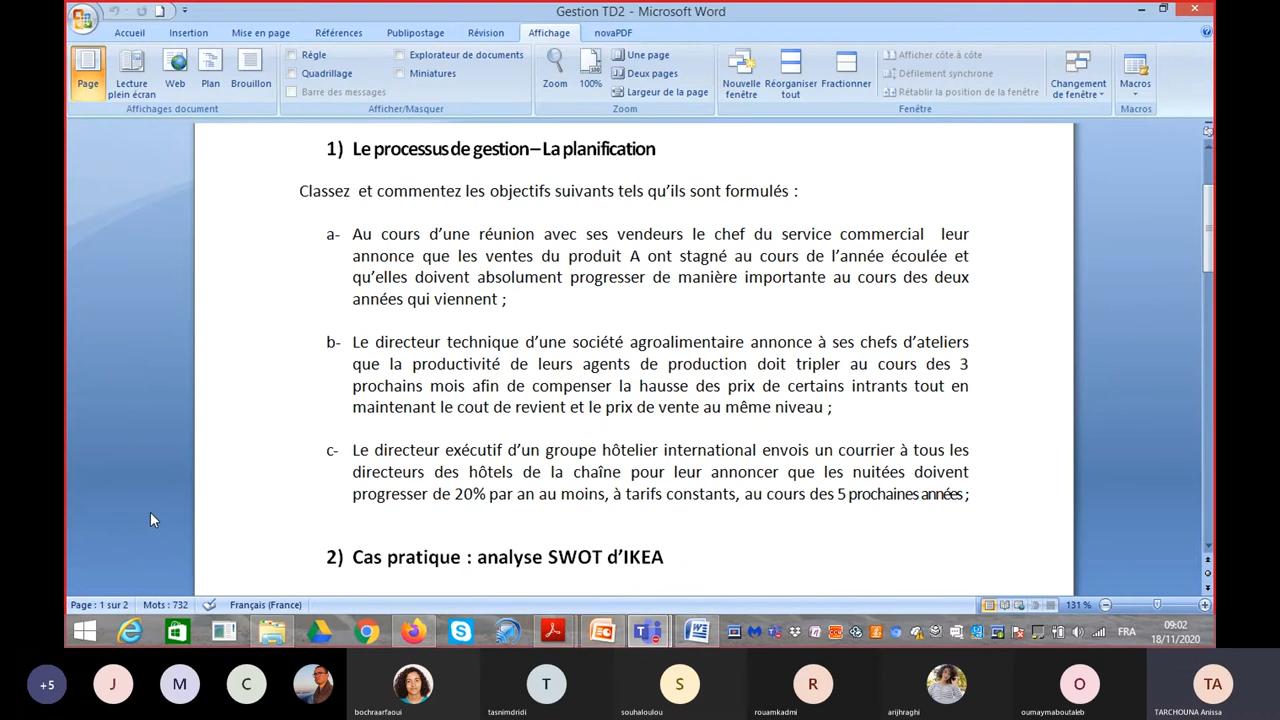 Gestion TD2 - Microsoft Word
Accueil Insertion Mise en page Références Publipostage Révision Affichage novaPDF
Page
Lecture plein écran
Web
Plan
Brouillon
Affichages document
Règle
Quadrillage
Barre des messages
Explorateur de documents
Miniatures
Afficher/Masquer
Zoom
100%
Une page
Deux pages
Largeur de la page
Zoom
Nouvelle fenêtre
Réorganiser tout
Fractionner
Afficher côte à côte
Défilement synchrone
Rétablir la position de la fenêtre
Changement de fenêtre
Fenêtre
Macros
Macros
1) Le processus de gestion – La planification
Classez et commentez les objectifs suivants tels qu'ils sont formulés :
a- Au cours d'une réunion avec ses vendeurs le chef du service commercial leur
annonce que les ventes du produit A ont stagné au cours de l'année écoulée et
qu'elles doivent absolument progresser de manière importante au cours des deux
années qui viennent ;
b- Le directeur technique d'une société agroalimentaire annonce à ses chefs d'ateliers
que la productivité de leurs agents de production doit tripler au cours des 3
prochains mois afin de compenser la hausse des prix de certains intrants tout en
maintenant le cout de revient et le prix de vente au même niveau ;
c- Le directeur exécutif d'un groupe hôtelier international envois un courrier à tous les
directeurs des hôtels de la chaîne pour leur annoncer que les nuitées doivent
progresser de 20% par an au moins, à tarifs constants, au cours des 5 prochaines années ;
2) Cas pratique : analyse SWOT d'IKEA
Page : 1 sur 2 Mots : 732 Français (France) 131 %
FRA
09:02
18/11/2020
+5 J M C T S R O TA
bochraarfaoui tasnimdridi souhaloulou rouamkadmi arijhraghi oumaymaboutaleb TARCHOUNA Anissa